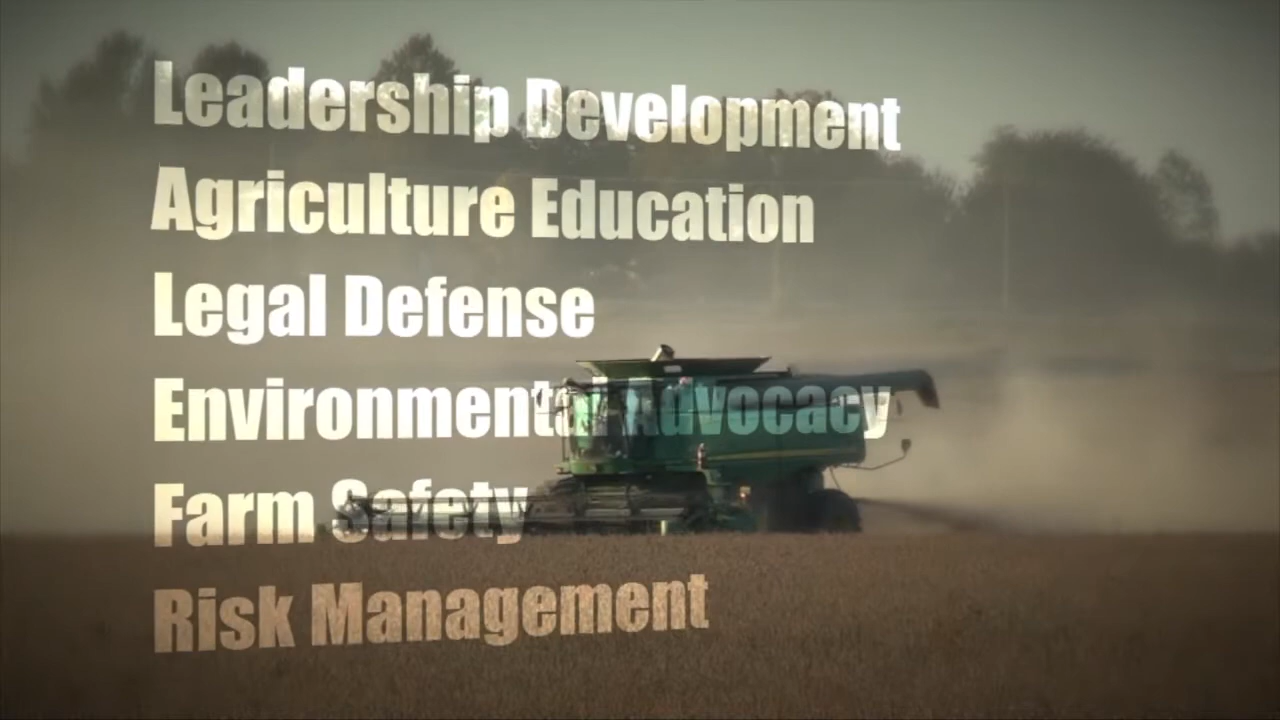 Leadership Development
Agriculture Education
Legal Defense
Environmental Advocacy
Farm Safety
Risk Management